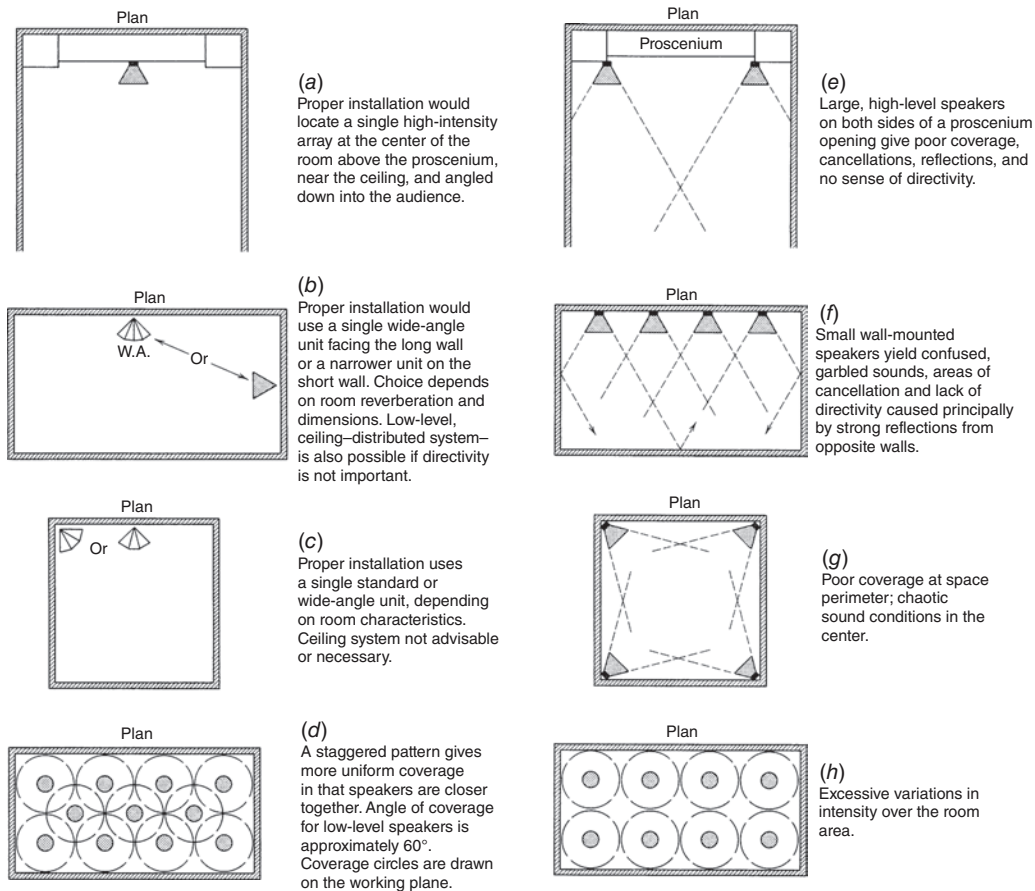 Plan
(a)
Proper installation would
locate a single high-intensity
array at the center of the
room above the proscenium,
near the ceiling, and angled
down into the audience.
Plan
Proscenium
(e)
Large, high-level speakers
on both sides of a proscenium
opening give poor coverage,
cancellations, reflections, and
no sense of directivity.
Plan
W.A.
Or
(b)
Proper installation would
use a single wide-angle
unit facing the long wall
or a narrower unit on the
short wall. Choice depends
on room reverberation and
dimensions. Low-level,
ceiling–distributed system–
is also possible if directivity
is not important.
Plan
(f)
Small wall-mounted
speakers yield confused,
garbled sounds, areas of
cancellation and lack of
directivity caused principally
by strong reflections from
opposite walls.
Plan
Or
(c)
Proper installation uses
a single standard or
wide-angle unit, depending
on room characteristics.
Ceiling system not advisable
or necessary.
Plan
(g)
Poor coverage at space
perimeter; chaotic
sound conditions in the
center.
Plan
(d)
A staggered pattern gives
more uniform coverage
in that speakers are closer
together. Angle of coverage
for low-level speakers is
approximately 60°.
Coverage circles are drawn
on the working plane.
Plan
(h)
Excessive variations in
intensity over the room
area.